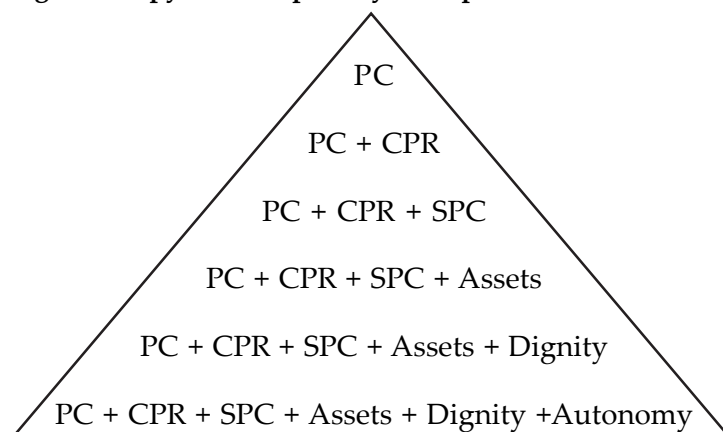 PC
PC + CPR
PC + CPR + SPC
PC + CPR + SPC + Assets
PC + CPR + SPC + Assets + Dignity
PC + CPR + SPC + Assets + Dignity +Autonomy